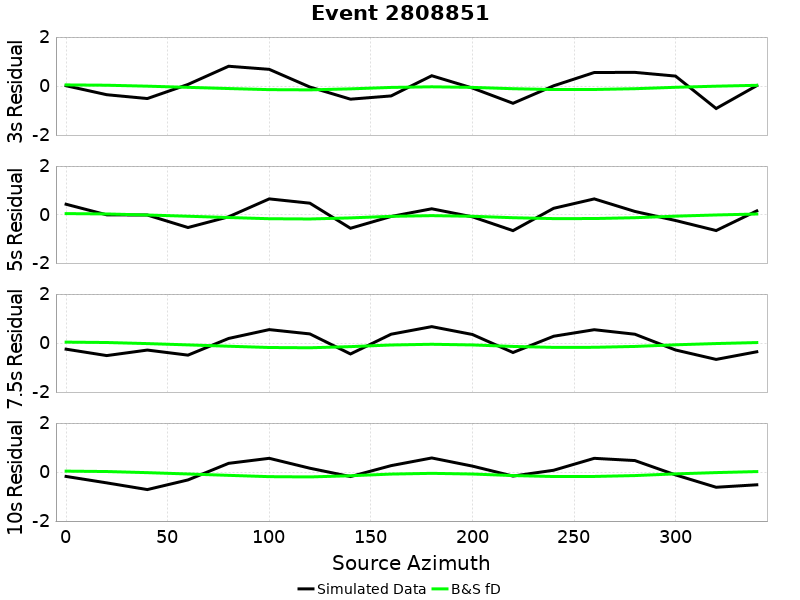 Event 2808851
3s Residual
2
0
-2
5s Residual
2
0
-2
7.5s Residual
2
0
-2
10s Residual
2
0
-2
0 50 100 150 200 250 300
Source Azimuth
Simulated Data B&S fD